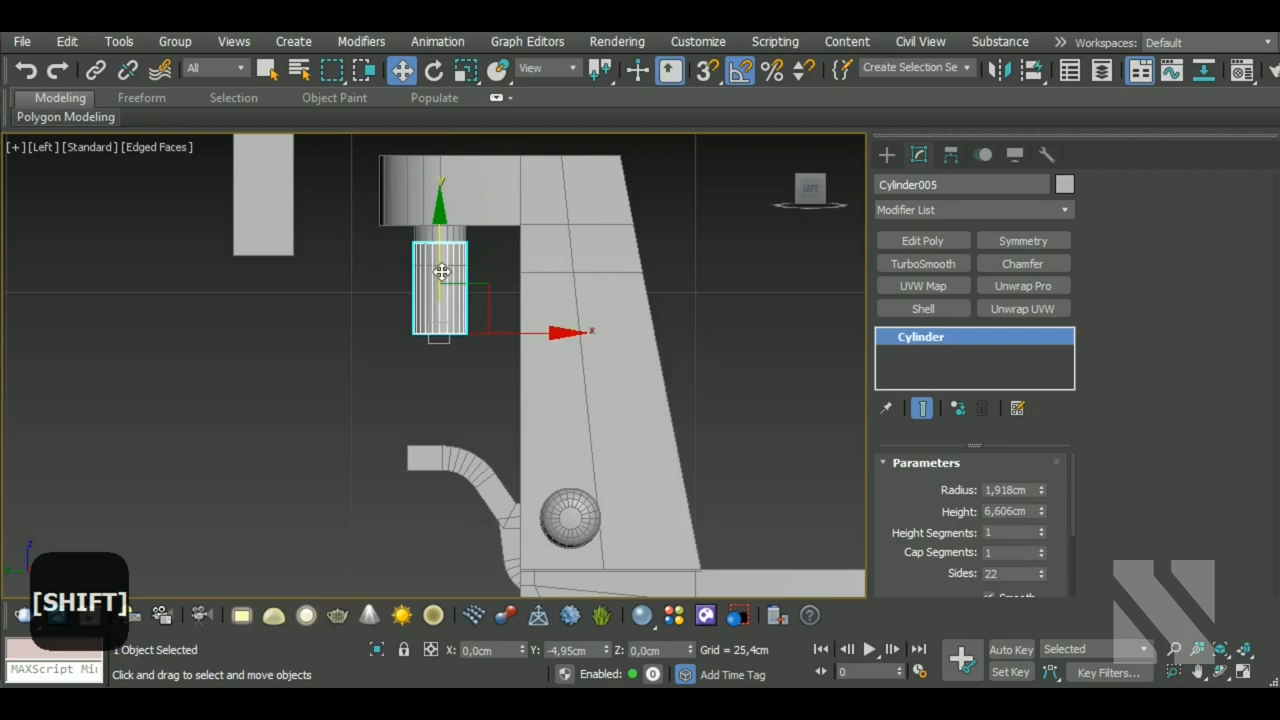 File Edit Tools Group Views Create Modifiers Animation Graph Editors Rendering Customize Scripting Content Civil View Substance Workspaces: Default
All View Create Selection Se
Modeling Freeform Selection Object Paint Populate
Polygon Modeling
[+] [Left] [Standard] [Edged Faces]
LEFT
Cylinder005
Modifier List
Edit Poly Symmetry
TurboSmooth Chamfer
UVW Map Unwrap Pro
Shell Unwrap UVW
Cylinder
Parameters
Radius: 1,918cm
Height: 6,606cm
Height Segments: 1
Cap Segments: 1
Sides: 22
y
x
z
[SHIFT]
1 Object Selected X: 0,0cm Y: -4,95cm Z: 0,0cm Grid = 25,4cm Auto Key Selected
MAXScript Mi Click and drag to select and move objects Enabled: 0 Add Time Tag 0 Set Key Key Filters...